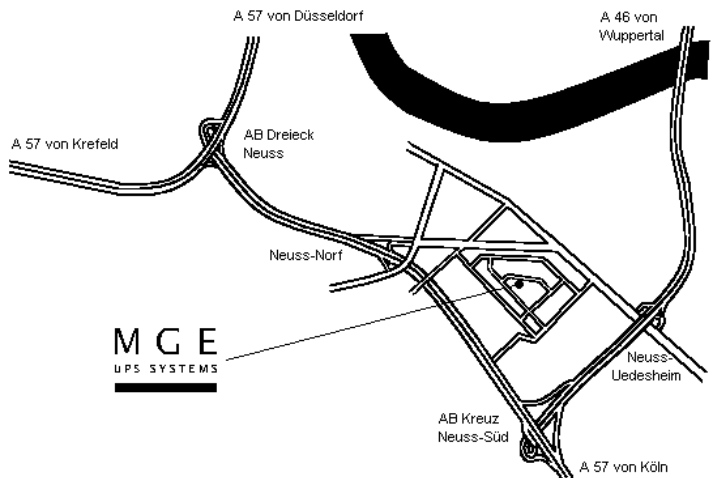 A 57 von Düsseldorf
A 46 von
Wuppertal
A 57 von Krefeld
AB Dreieck
Neuss
Neuss-Norf
MGE
UPS SYSTEMS
Neuss-
Uedesheim
AB Kreuz
Neuss-Süd
A 57 von Köln